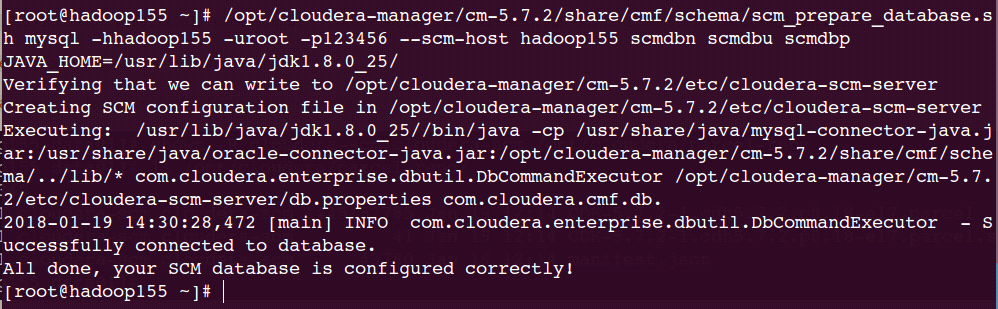 [root@hadoop155 ~]# /opt/cloudera-manager/cm-5.7.2/share/cmf/schema/scm_prepare_database.s
h mysql -hhadoop155 -uroot -p123456 --scm-host hadoop155 scmdbn scmdbu scmdbp
JAVA_HOME=/usr/lib/java/jdk1.8.0_25/
Verifying that we can write to /opt/cloudera-manager/cm-5.7.2/etc/cloudera-scm-server
Creating SCM configuration file in /opt/cloudera-manager/cm-5.7.2/etc/cloudera-scm-server
Executing:  /usr/lib/java/jdk1.8.0_25//bin/java -cp /usr/share/java/mysql-connector-java.j
ar:/usr/share/java/oracle-connector-java.jar:/opt/cloudera-manager/cm-5.7.2/share/cmf/sche
ma/../lib/* com.cloudera.enterprise.dbutil.DbCommandExecutor /opt/cloudera-manager/cm-5.7.
2/etc/cloudera-scm-server/db.properties com.cloudera.cmf.db.
2018-01-19 14:30:28,472 [main] INFO  com.cloudera.enterprise.dbutil.DbCommandExecutor  - S
uccessfully connected to database.
All done, your SCM database is configured correctly!
[root@hadoop155 ~]#